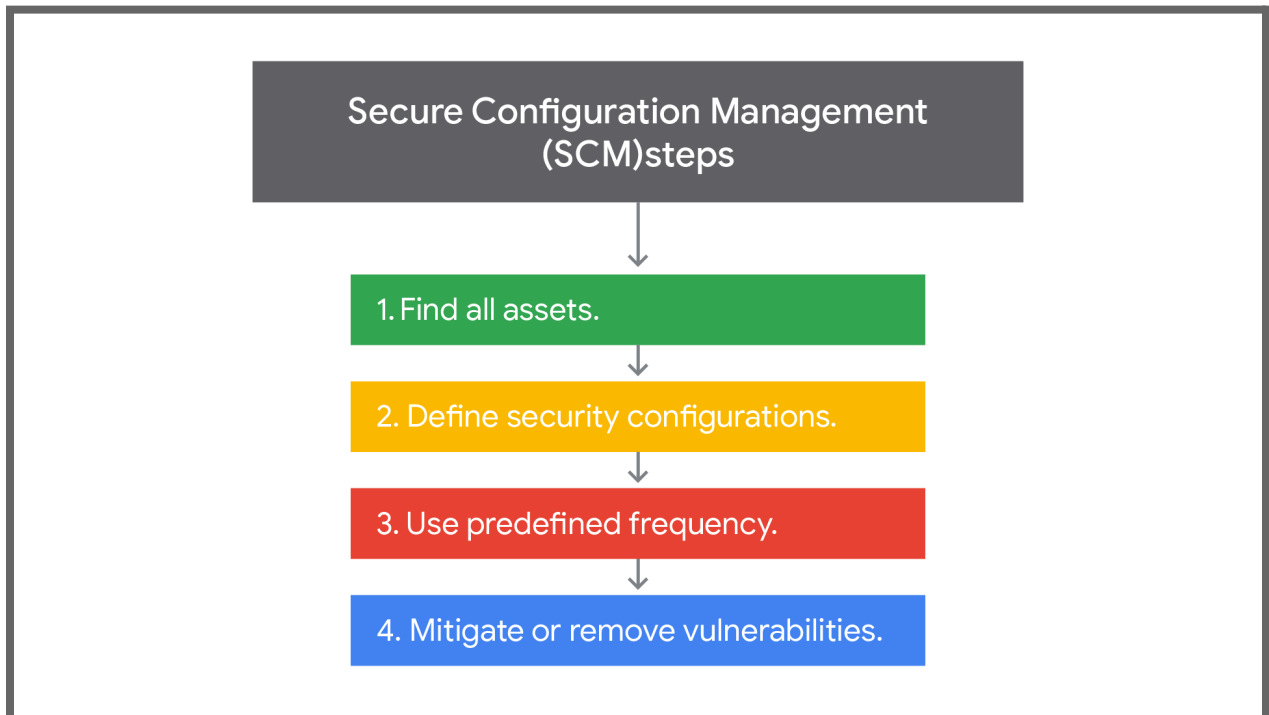 Secure Configuration Management
(SCM)steps
1. Find all assets.
2. Define security configurations.
3. Use predefined frequency.
4. Mitigate or remove vulnerabilities.